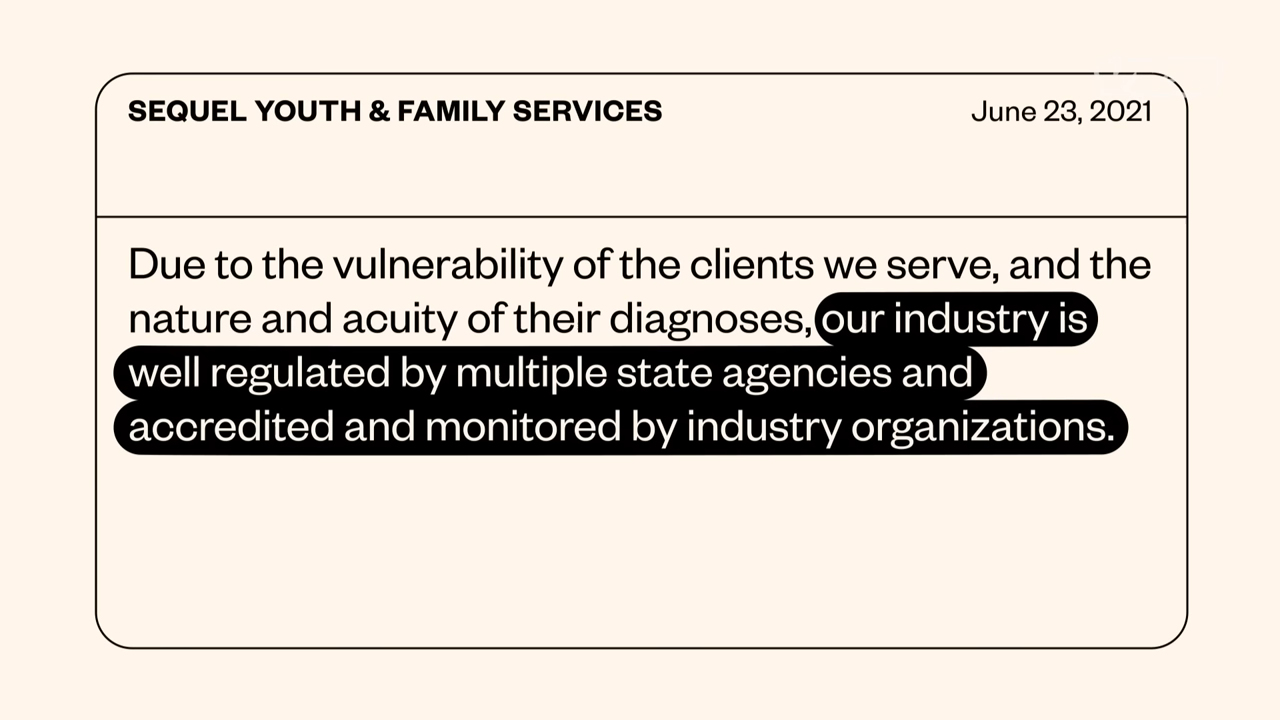 SEQUEL YOUTH & FAMILY SERVICES
June 23, 2021
Due to the vulnerability of the clients we serve, and the
nature and acuity of their diagnoses, our industry is
well regulated by multiple state agencies and
accredited and monitored by industry organizations.